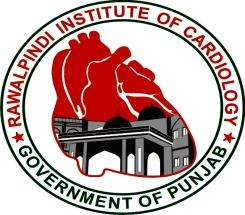 RAWALPINDI INSTITUTE OF CARDIOLOGY
GOVERNMENT OF PUNJAB